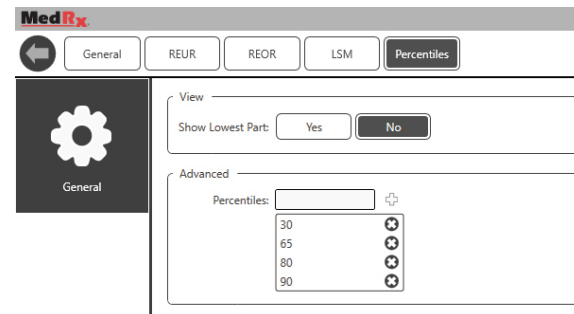 MedRx
General REUR REOR LSM Percentiles
General
View
Show Lowest Part: Yes No
Advanced
Percentiles:
30
65
80
90